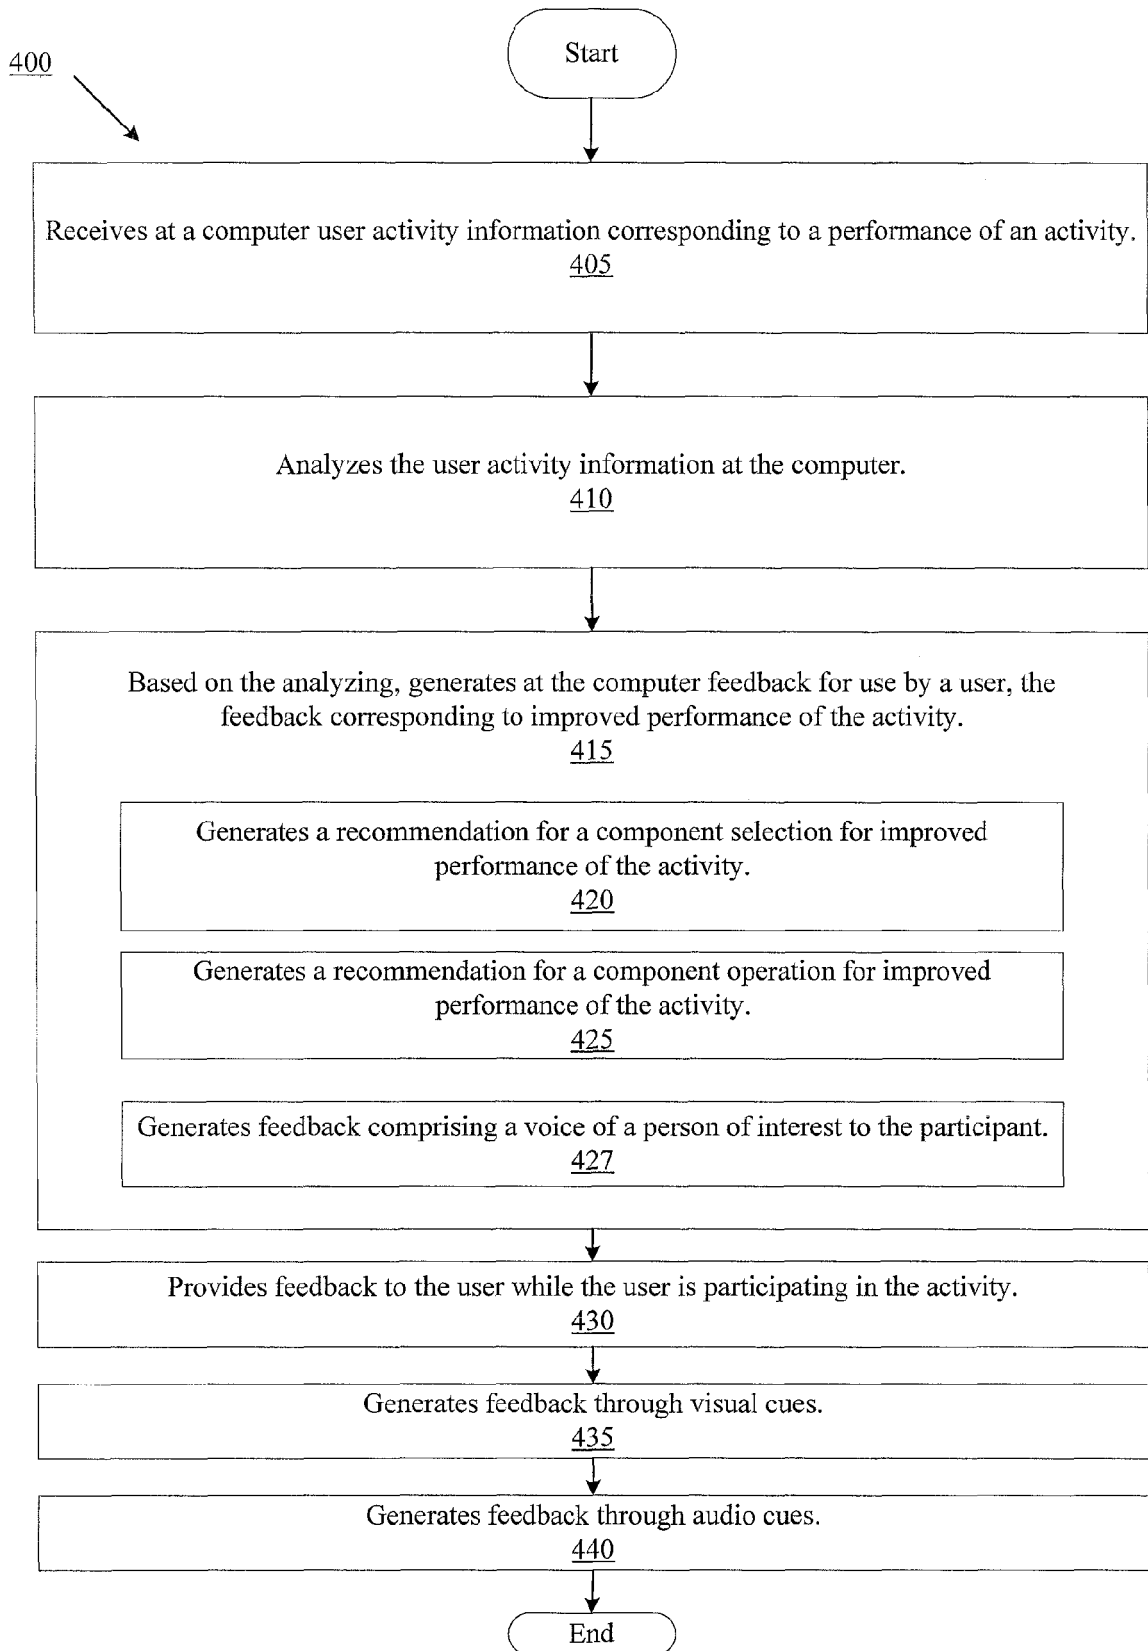 Start
400
Receives at a computer user activity information corresponding to a performance of an activity.
405
Analyzes the user activity information at the computer.
410
Based on the analyzing, generates at the computer feedback for use by a user, the
feedback corresponding to improved performance of the activity.
415
Generates a recommendation for a component selection for improved
performance of the activity.
420
Generates a recommendation for a component operation for improved
performance of the activity.
425
Generates feedback comprising a voice of a person of interest to the participant.
427
Provides feedback to the user while the user is participating in the activity.
430
Generates feedback through visual cues.
435
Generates feedback through audio cues.
440
End